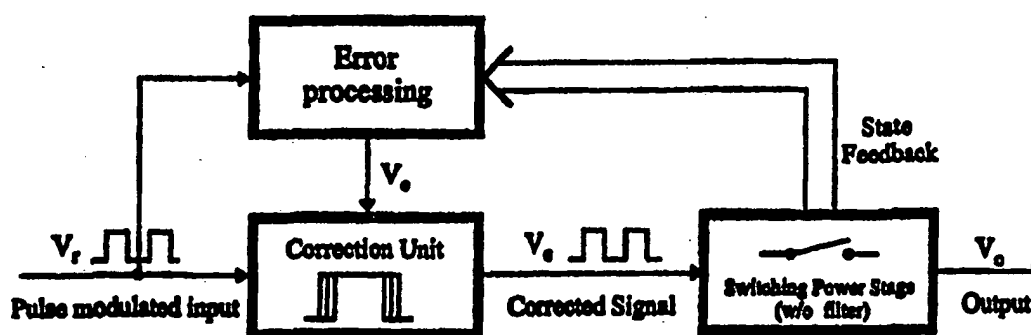 Error
processing
State
Feedback
Vₑ
Vᵣ
Correction Unit
V꜀
Vₒ
Pulse modulated input
Corrected Signal
Switching Power Stage
(w/o filter)
Output